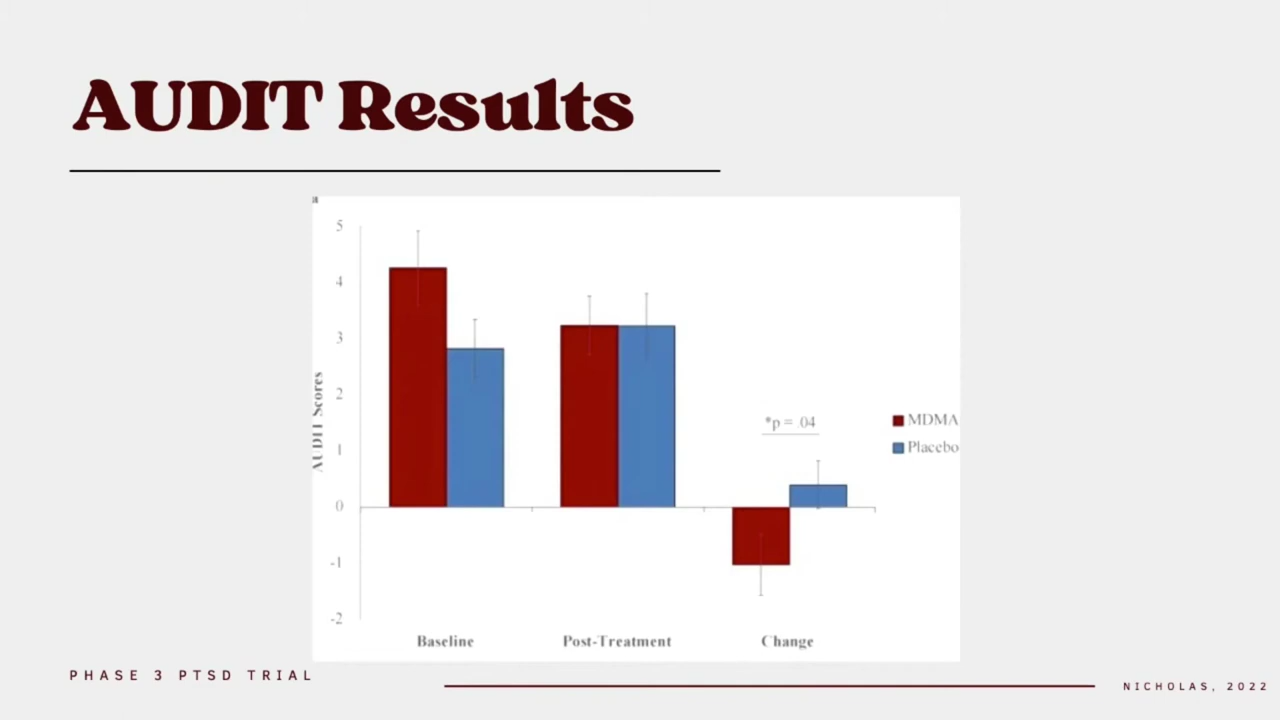 AUDIT Results
a
5
4
3
2
1
0
-1
-2
AUDIT Scores
*p = .04
MDMA
Placebo
Baseline
Post-Treatment
Change
PHASE 3 PTSD TRIAL
NICHOLAS, 2022